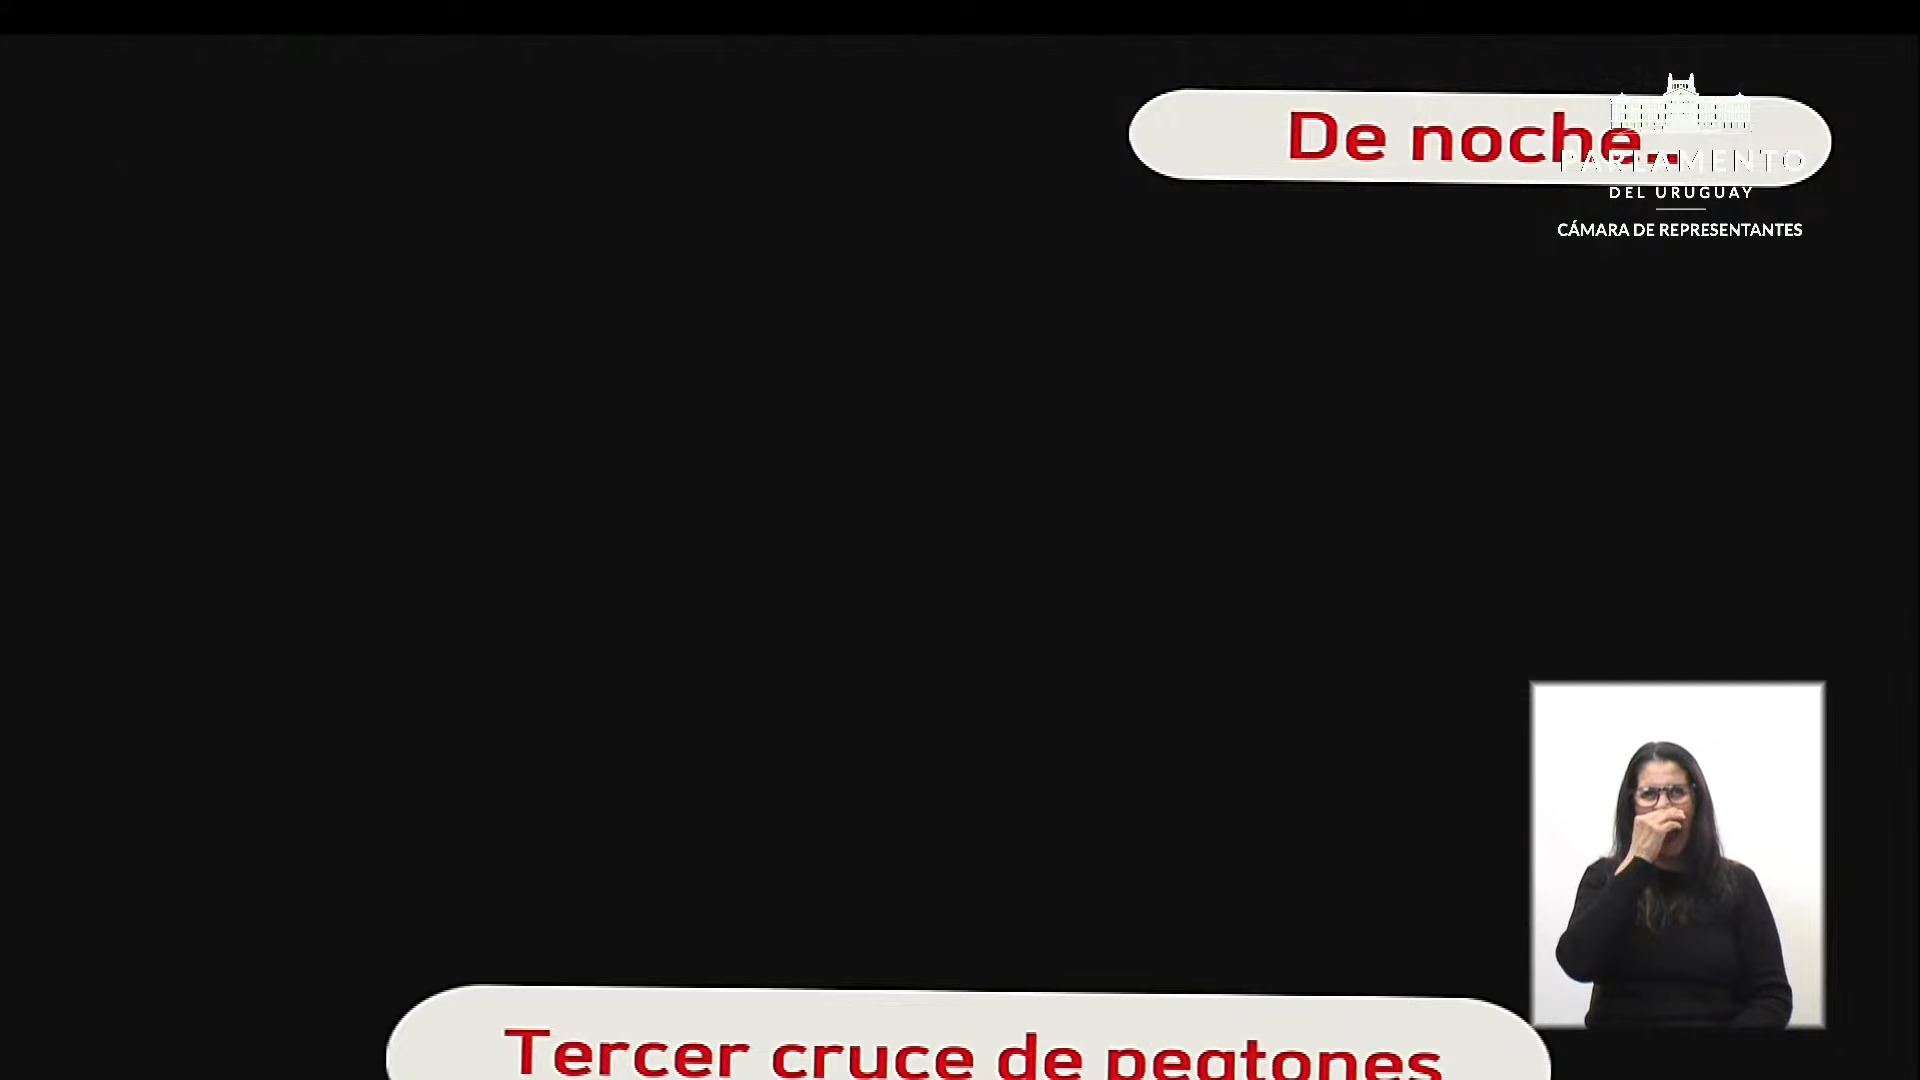 De noche.
PARLAMENTO
DEL URUGUAY
CÁMARA DE REPRESENTANTES
Tercer cruce de peatones